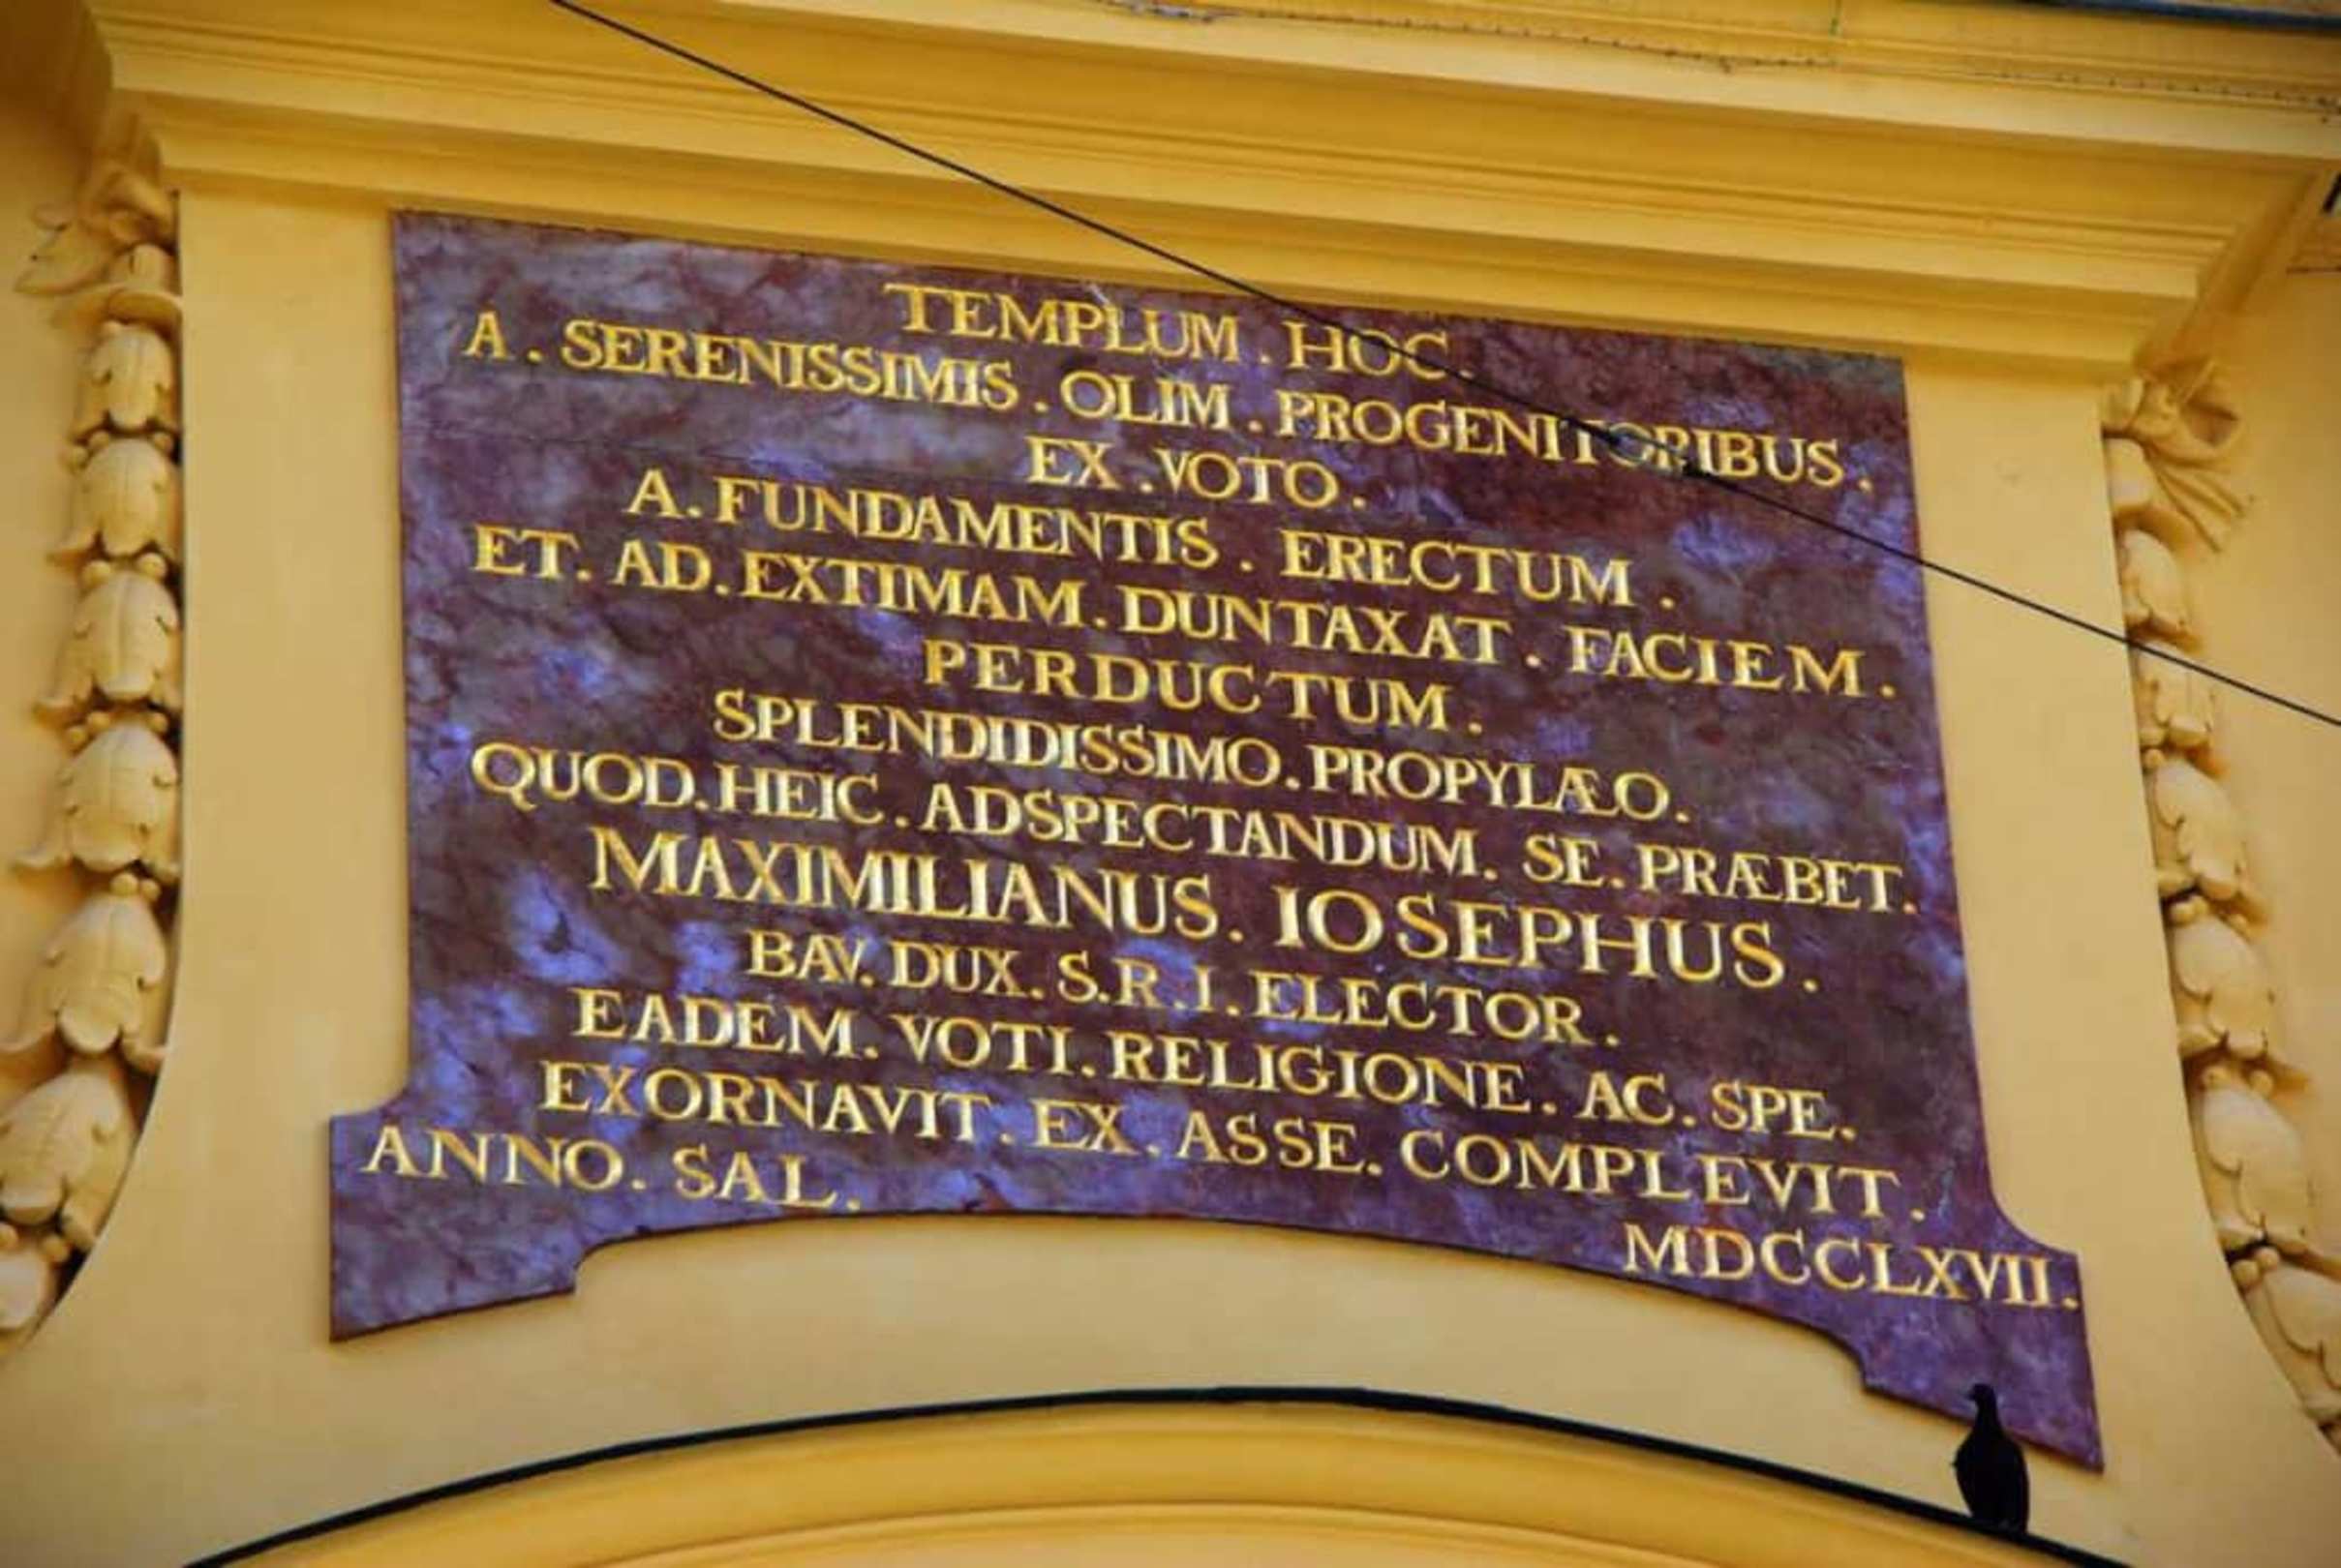 TEMPLUM . HOC .
A . SERENISSIMIS . OLIM . PROGENITORIBUS .
EX . VOTO .
A . FUNDAMENTIS . ERECTUM .
ET . AD . EXTIMAM . DUNTAXAT . FACIEM .
PERDUCTUM .
SPLENDIDISSIMO . PROPYLÆO .
QUOD . HEIC . ADSPECTANDUM . SE . PRÆBET .
MAXIMILIANUS . IOSEPHUS .
BAV . DUX . S . R . I . ELECTOR .
EADEM . VOTI . RELIGIONE . AC . SPE .
EXORNAVIT . EX . ASSE . COMPLEVIT .
ANNO . SAL .
MDCCLXVII .